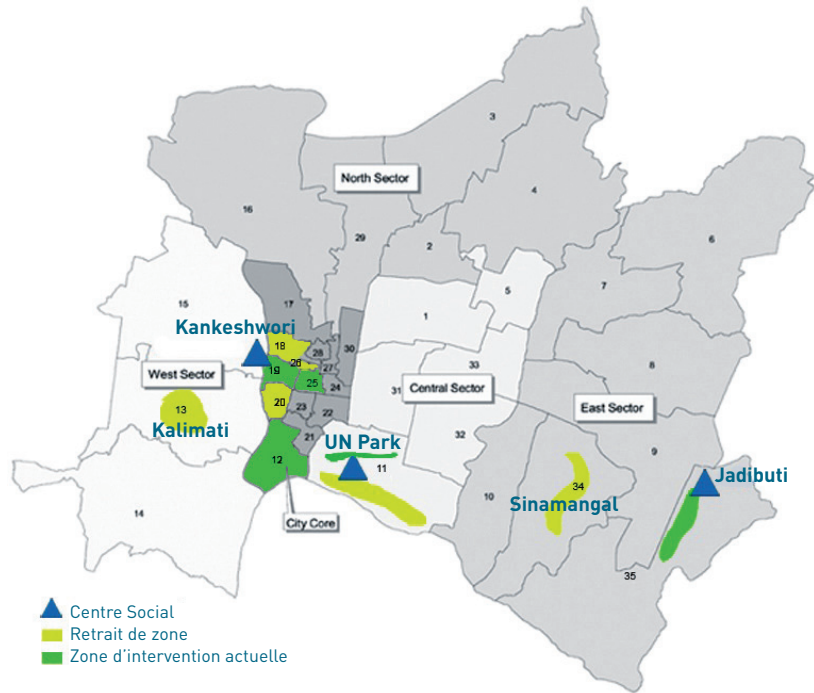 3
North Sector
4
16
29
2
6
7
5
15
17
1
Kankeshwori
18
28
30
33
8
26
27
West Sector
19
25
24
31
Central Sector
13
20
23
22
East Sector
Kalimati
21
32
UN Park
12
11
9
34
Jadibuti
14
City Core
10
Sinamangal
35
Centre Social
Retrait de zone
Zone d'intervention actuelle